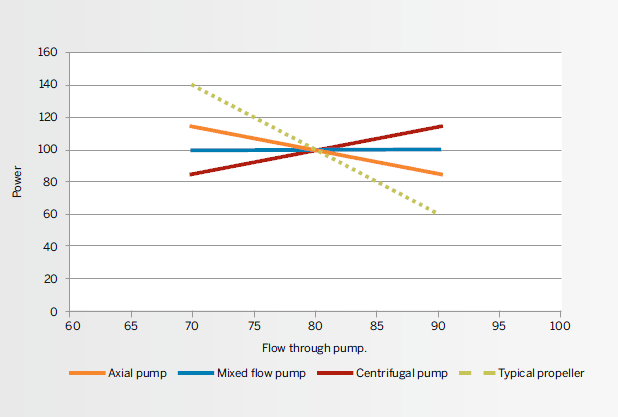 160
140
120
100
80
60
40
20
0
Power
60 65 70 75 80 85 90 95 100
Flow through pump.
Axial pump Mixed flow pump Centrifugal pump Typical propeller